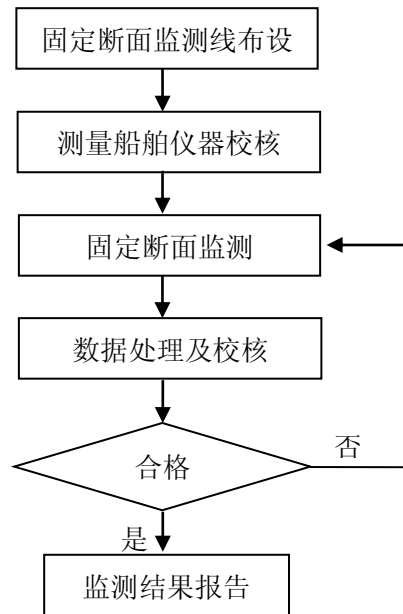 固定断面监测线布设
测量船舶仪器校核
固定断面监测
数据处理及校核
合格
否
是
监测结果报告